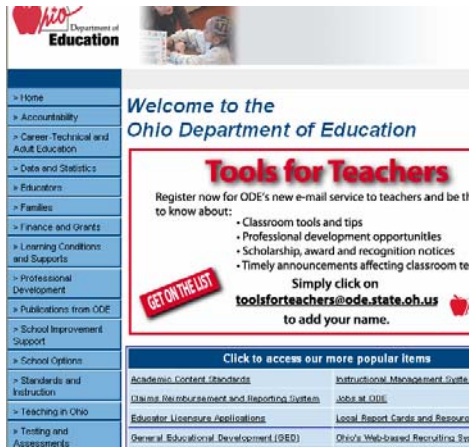 Ohio
Department of
Education
> Home
> Accountability
> Career-Technical and
Adult Education
> Data and Statistics
> Educators
> Families
> Finance and Grants
> Learning Conditions
and Supports
> Professional
Development
> Publications from ODE
> School Improvement
Support
> School Options
> Standards and
Instruction
> Teaching in Ohio
> Testing and
Assessments
Welcome to the
Ohio Department of Education
Tools for Teachers
Register now for ODE's new e-mail service to teachers and be th
to know about:
• Classroom tools and tips
• Professional development opportunities
• Scholarship, award and recognition notices
• Timely announcements affecting classroom te
GET ON THE LIST
Simply click on
toolsforteachers@ode.state.oh.us
to add your name.
Click to access our more popular items
Academic Content Standards
Instructional Management Syste
Claims Reimbursement and Reporting System
Jobs at ODE
Educator Licensure Applications
Local Report Cards and Resourc
General Educational Development (GED)
Ohio's Web-based Recruiting Sy